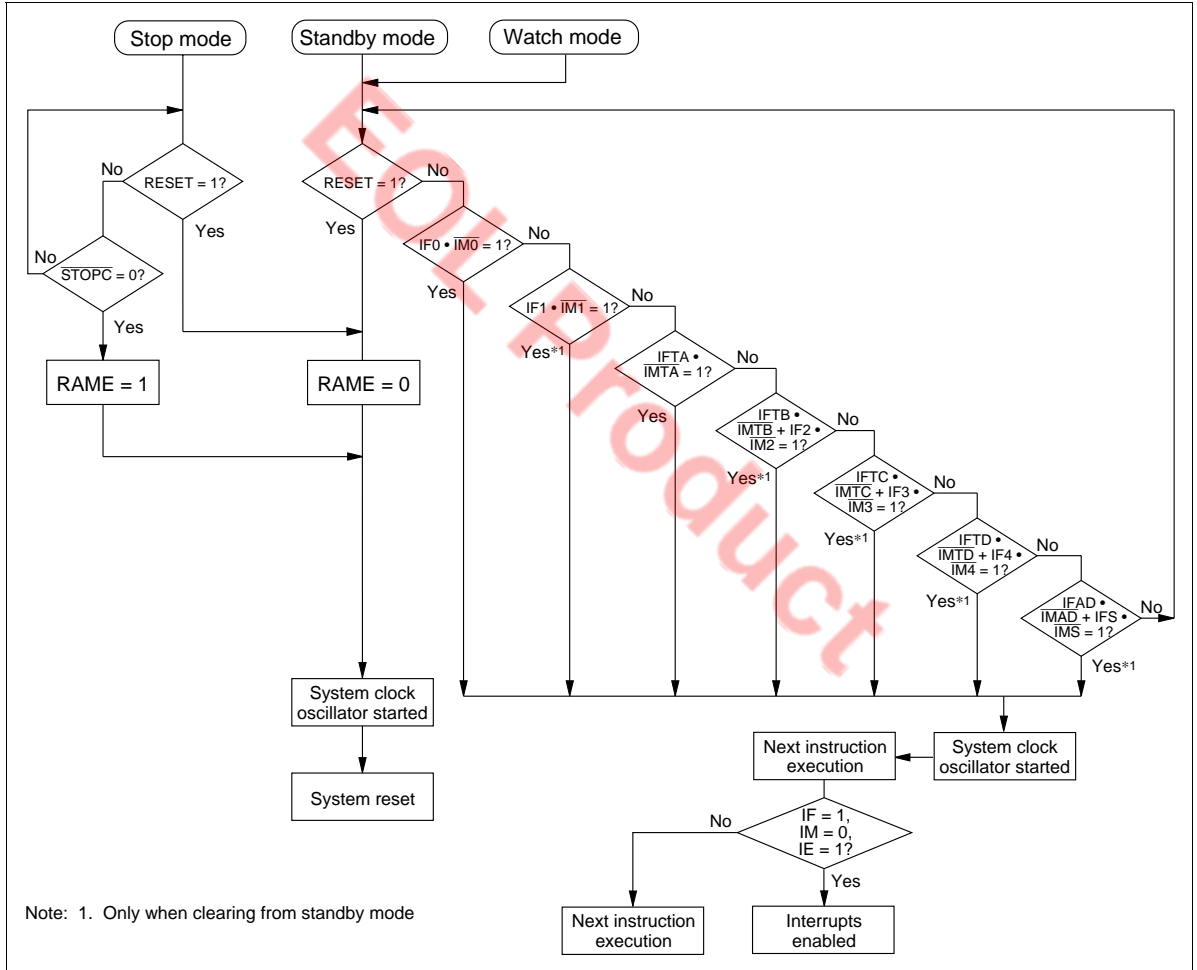 Stop mode
Standby mode
Watch mode
No
RESET = 1?
Yes
RESET = 1?
No
Yes
No
STOPC = 0?
Yes
IF0 • IM0 = 1?
No
Yes
IF1 • IM1 = 1?
No
Yes*1
RAME = 1
RAME = 0
IFTA •
IMTA = 1?
No
Yes
IFTB •
IMTB + IF2 •
IM2 = 1?
No
Yes*1
IFTC •
IMTC + IF3 •
IM3 = 1?
No
Yes*1
IFTD •
IMTD + IF4 •
IM4 = 1?
No
Yes*1
IFAD •
IMAD + IFS •
IMS = 1?
No
Yes*1
System clock
oscillator started
System reset
Next instruction
execution
System clock
oscillator started
No
IF = 1,
IM = 0,
IE = 1?
Yes
Next instruction
execution
Interrupts
enabled
Note: 1. Only when clearing from standby mode
EOL Product